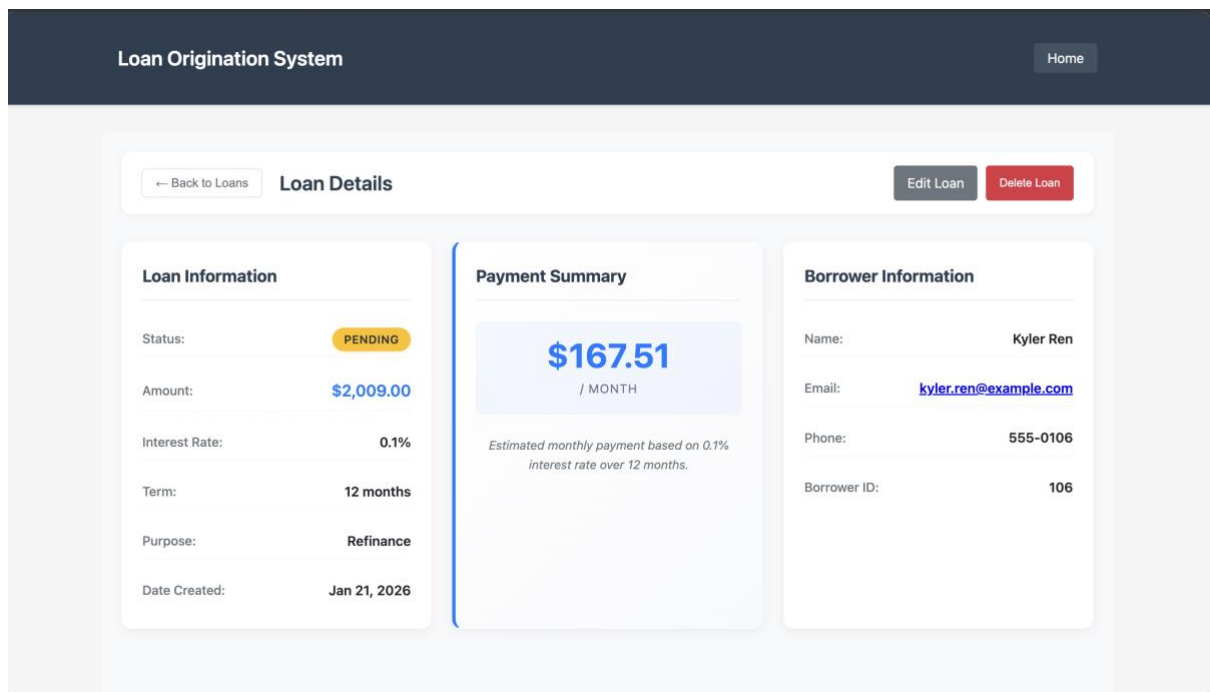 Loan Origination System
Home
← Back to Loans
Loan Details
Edit Loan
Delete Loan
Loan Information
Status:
PENDING
Amount:
$2,009.00
Interest Rate:
0.1%
Term:
12 months
Purpose:
Refinance
Date Created:
Jan 21, 2026
Payment Summary
$167.51
/ MONTH
Estimated monthly payment based on 0.1%
interest rate over 12 months.
Borrower Information
Name:
Kyler Ren
Email:
kyler.ren@example.com
Phone:
555-0106
Borrower ID:
106